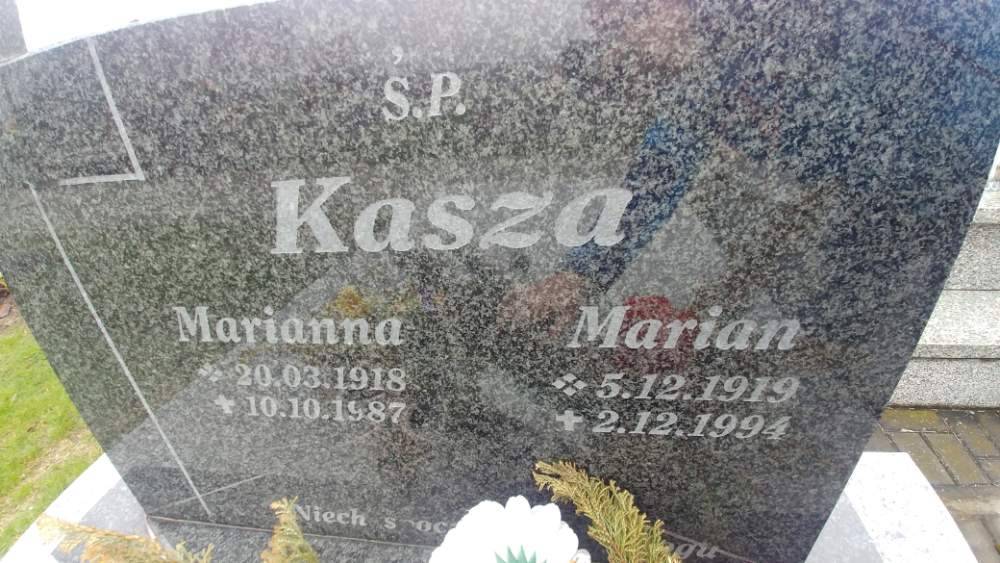 Ś.P.
Kasza
Marianna Marian
20.03.1918 5.12.1919
10.10.1987 2.12.1994
Niech